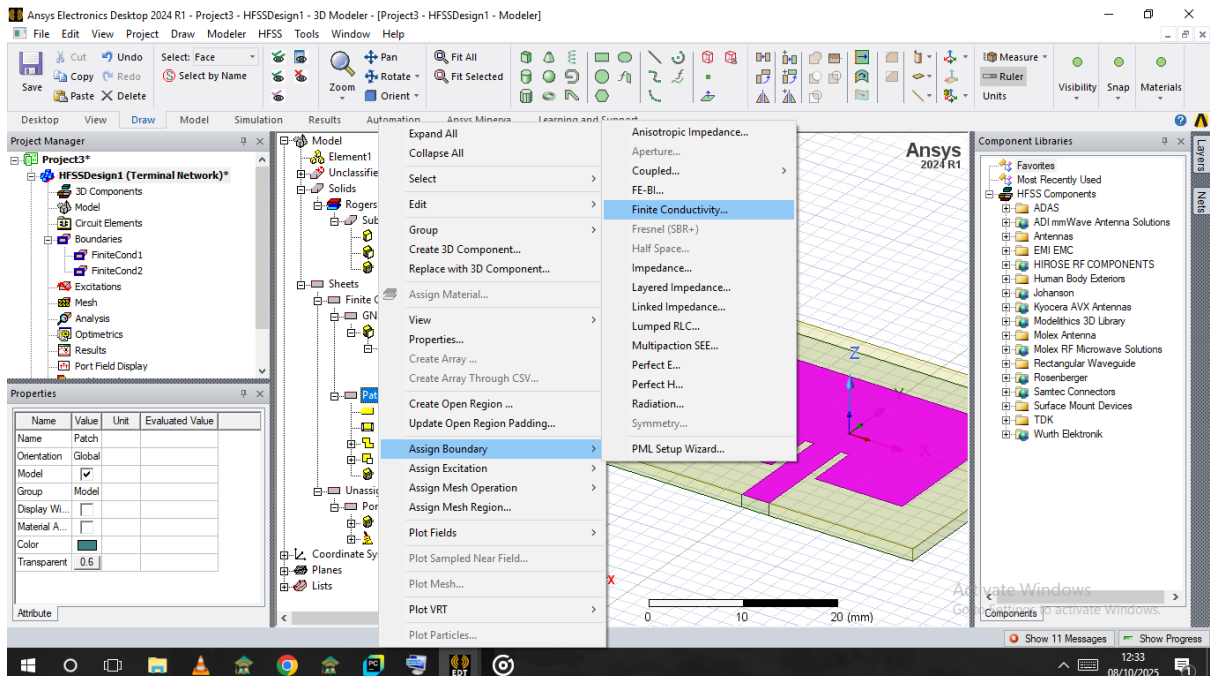 Ansys Electronics Desktop 2024 R1 - Project3 - HFSSDesign1 - 3D Modeler - [Project3 - HFSSDesign1 - Modeler]
File Edit View Project Draw Modeler HFSS Tools Window Help
Save
Cut
Copy
Paste
Undo
Redo
Delete
Select: Face
Select by Name
Zoom
Pan
Rotate
Orient
Fit All
Fit Selected
Measure
Ruler
Units
Visibility
Snap
Materials
Desktop View Draw Model Simulation Results Automation Ansys Minerva Learning and Support
Project Manager
Project3*
HFSSDesign1 (Terminal Network)*
3D Components
Model
Circuit Elements
Boundaries
FiniteCond1
FiniteCond2
Excitations
Mesh
Analysis
Optimetrics
Results
Port Field Display
Properties
Name Value Unit Evaluated Value
Name Patch
Orientation Global
Model
Group Model
Display Wi...
Material A...
Color
Transparent 0.6
Attribute
Model
Element1
Unclassifie
Solids
Rogers
Sub
Sheets
Finite C
GN
Pat
Unassig
Por
Coordinate Sy
Planes
Lists
Expand All
Collapse All
Select
Edit
Group
Create 3D Component...
Replace with 3D Component...
Assign Material...
View
Properties...
Create Array ...
Create Array Through CSV...
Create Open Region ...
Update Open Region Padding...
Assign Boundary
Assign Excitation
Assign Mesh Operation
Assign Mesh Region...
Plot Fields
Plot Sampled Near Field...
Plot Mesh...
Plot VRT
Plot Particles...
Anisotropic Impedance...
Aperture...
Coupled...
FE-BI...
Finite Conductivity...
Fresnel (SBR+)
Half Space...
Impedance...
Layered Impedance...
Linked Impedance...
Lumped RLC...
Multipaction SEE...
Perfect E...
Perfect H...
Radiation...
Symmetry...
PML Setup Wizard...
Ansys
2024 R1
Z
Y
X
X
0 10 20 (mm)
Component Libraries
Favorites
Most Recently Used
HFSS Components
ADAS
ADI mmWave Antenna Solutions
Antennas
EMI EMC
HIROSE RF COMPONENTS
Human Body Exteriors
Johanson
Kyocera AVX Antennas
Modelithics 3D Library
Molex Antenna
Molex RF Microwave Solutions
Rectangular Waveguide
Rosenberger
Samtec Connectors
Surface Mount Devices
TDK
Wurth Elektronik
Components
Layers
Nets
Activate Windows
Go to Settings to activate Windows.
Show 11 Messages
Show Progress
PC
EDT
12:33
08/10/2025
1